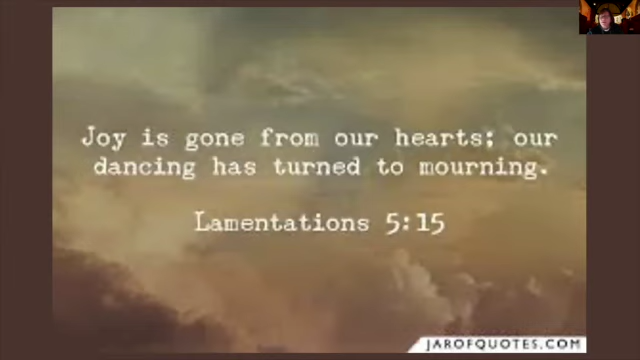 Joy is gone from our hearts; our
dancing has turned to mourning.
Lamentations 5:15
JAROFQUOTES.COM